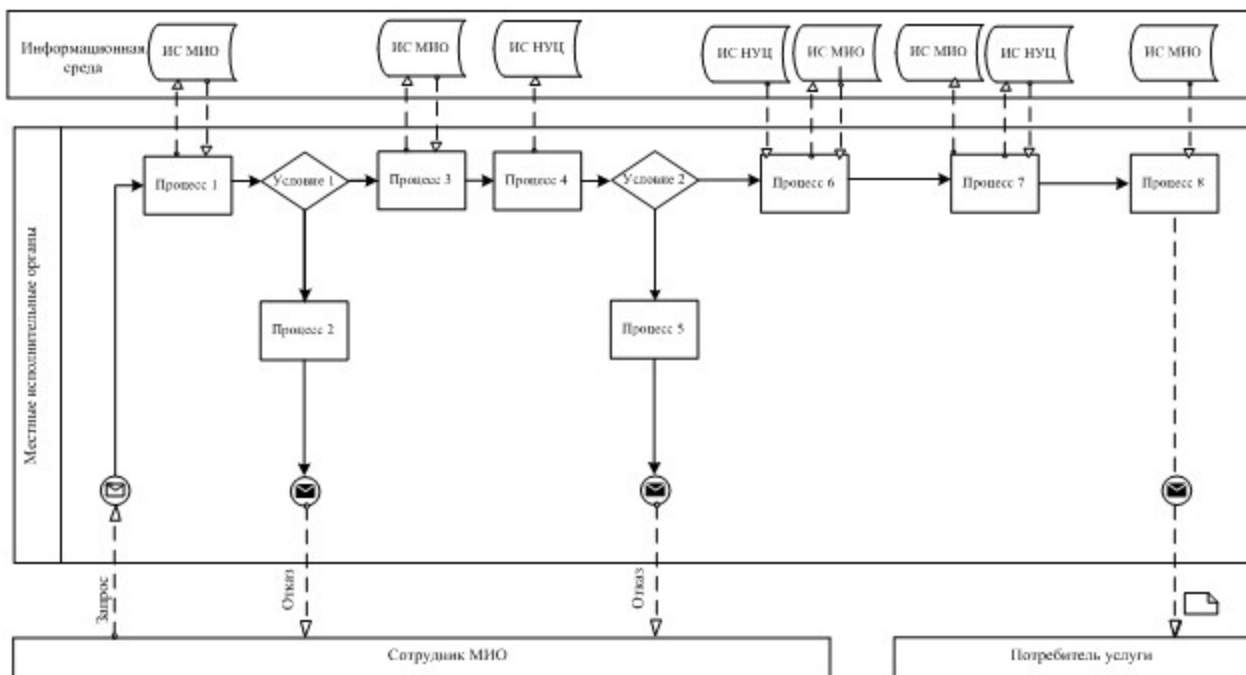 Информационная
среда
ИС МИО
ИС МИО
ИС НУЦ
ИС НУЦ
ИС МИО
ИС МИО
ИС НУЦ
ИС МИО
Местные исполнительные органы
Процесс 1
Условие 1
Процесс 3
Процесс 4
Условие 2
Процесс 6
Процесс 7
Процесс 8
Процесс 2
Процесс 5
Запрос
Отказ
Отказ
Сотрудник МИО
Потребитель услуги